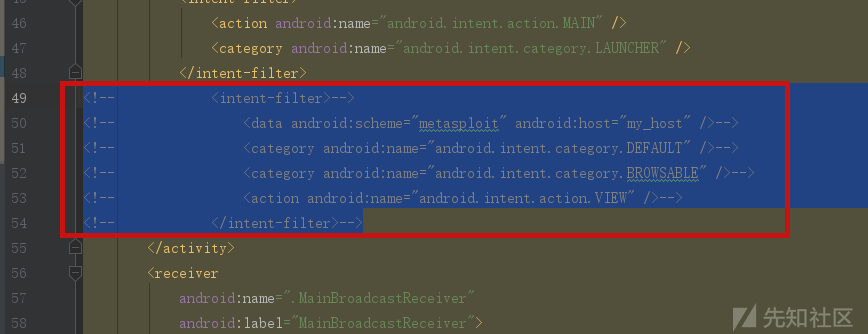 45 <intent-filter>
46 <action android:name="android.intent.action.MAIN" />
47 <category android:name="android.intent.category.LAUNCHER" />
48 </intent-filter>
49 <!-- <intent-filter>-->
50 <!-- <data android:scheme="metasploit" android:host="my_host" />-->
51 <!-- <category android:name="android.intent.category.DEFAULT" />-->
52 <!-- <category android:name="android.intent.category.BROWSABLE" />-->
53 <!-- <action android:name="android.intent.action.VIEW" />-->
54 <!-- </intent-filter>-->
55 </activity>
56 <receiver
57 android:name=".MainBroadcastReceiver"
58 android:label="MainBroadcastReceiver">
先知社区